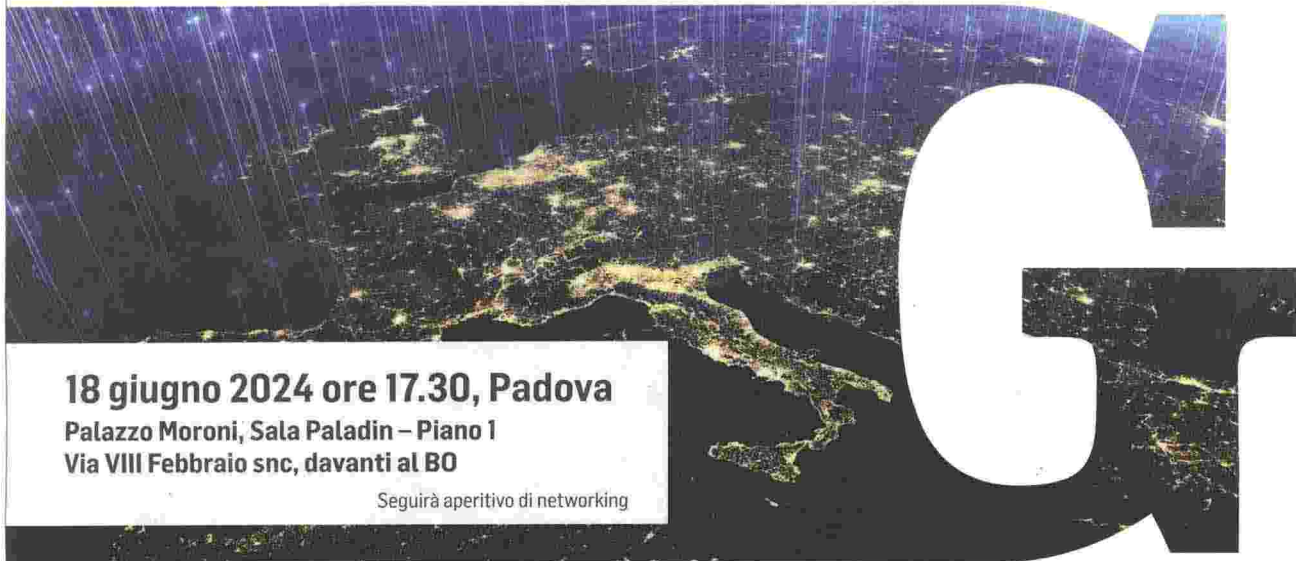 18 giugno 2024 ore 17.30, Padova
Palazzo Moroni, Sala Paladin – Piano 1
Via VIII Febbraio snc, davanti al BO
Seguirà aperitivo di networking
G